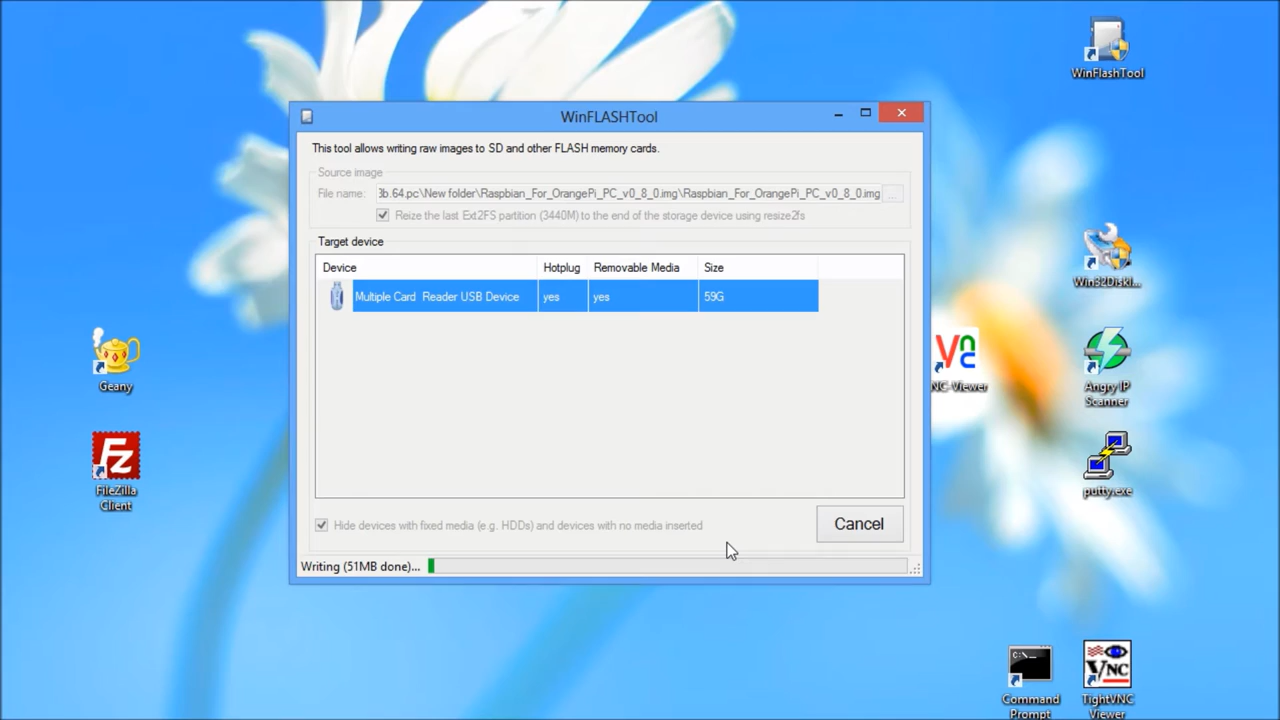 WinFlashTool
WinFLASHTool
This tool allows writing raw images to SD and other FLASH memory cards.
Source image
File name: 3b.64.pc\New folder\Raspbian_For_OrangePi_PC_v0_8_0.img\Raspbian_For_OrangePi_PC_v0_8_0.img ...
Reize the last Ext2FS partition (3440M) to the end of the storage device using resize2fs
Target device
Device Hotplug Removable Media Size
Multiple Card Reader USB Device yes yes 59G
Hide devices with fixed media (e.g. HDDs) and devices with no media inserted
Cancel
Writing (51MB done)...
Win32DiskI...
Geany
NC-Viewer
Angry IP
Scanner
FileZilla
Client
putty.exe
C:\_
Command
Prompt
VNC
TightVNC
Viewer